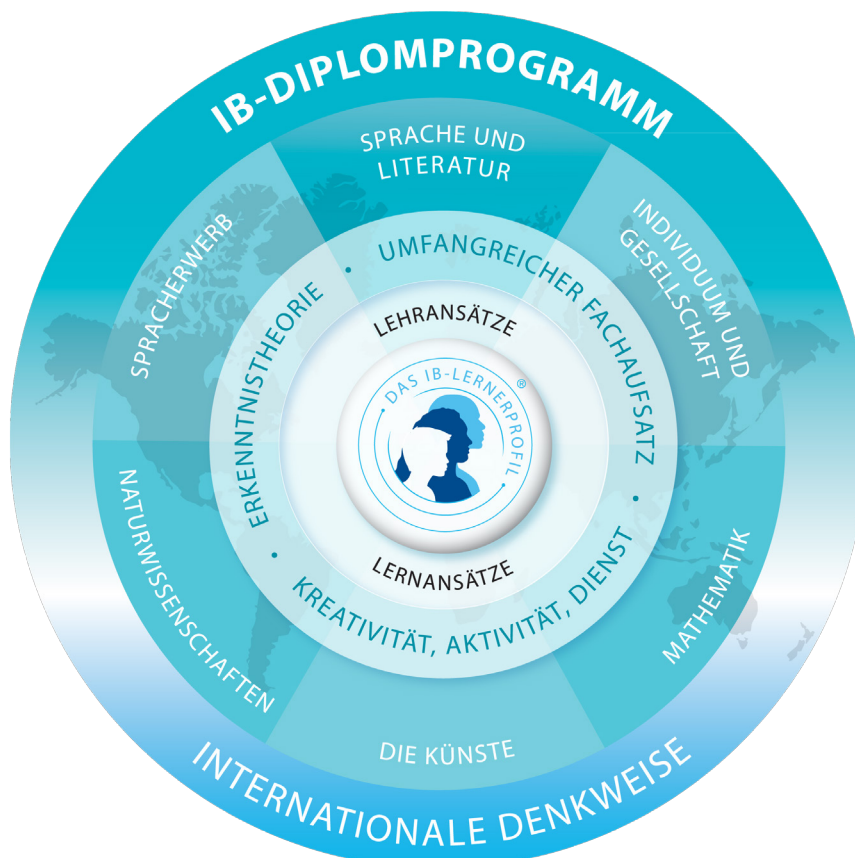 IB-DIPLOMPROGRAMM
SPRACHE UND
LITERATUR
INDIVIDUUM UND
GESELLSCHAFT
MATHEMATIK
DIE KÜNSTE
NATURWISSENSCHAFTEN
SPRACHERWERB
UMFANGREICHER FACHAUFSATZ
•
KREATIVITÄT, AKTIVITÄT, DIENST
•
ERKENNTNISTHEORIE
•
LEHRANSÄTZE
• DAS IB-LERNERPROFIL •
®
LERNANSÄTZE
INTERNATIONALE DENKWEISE